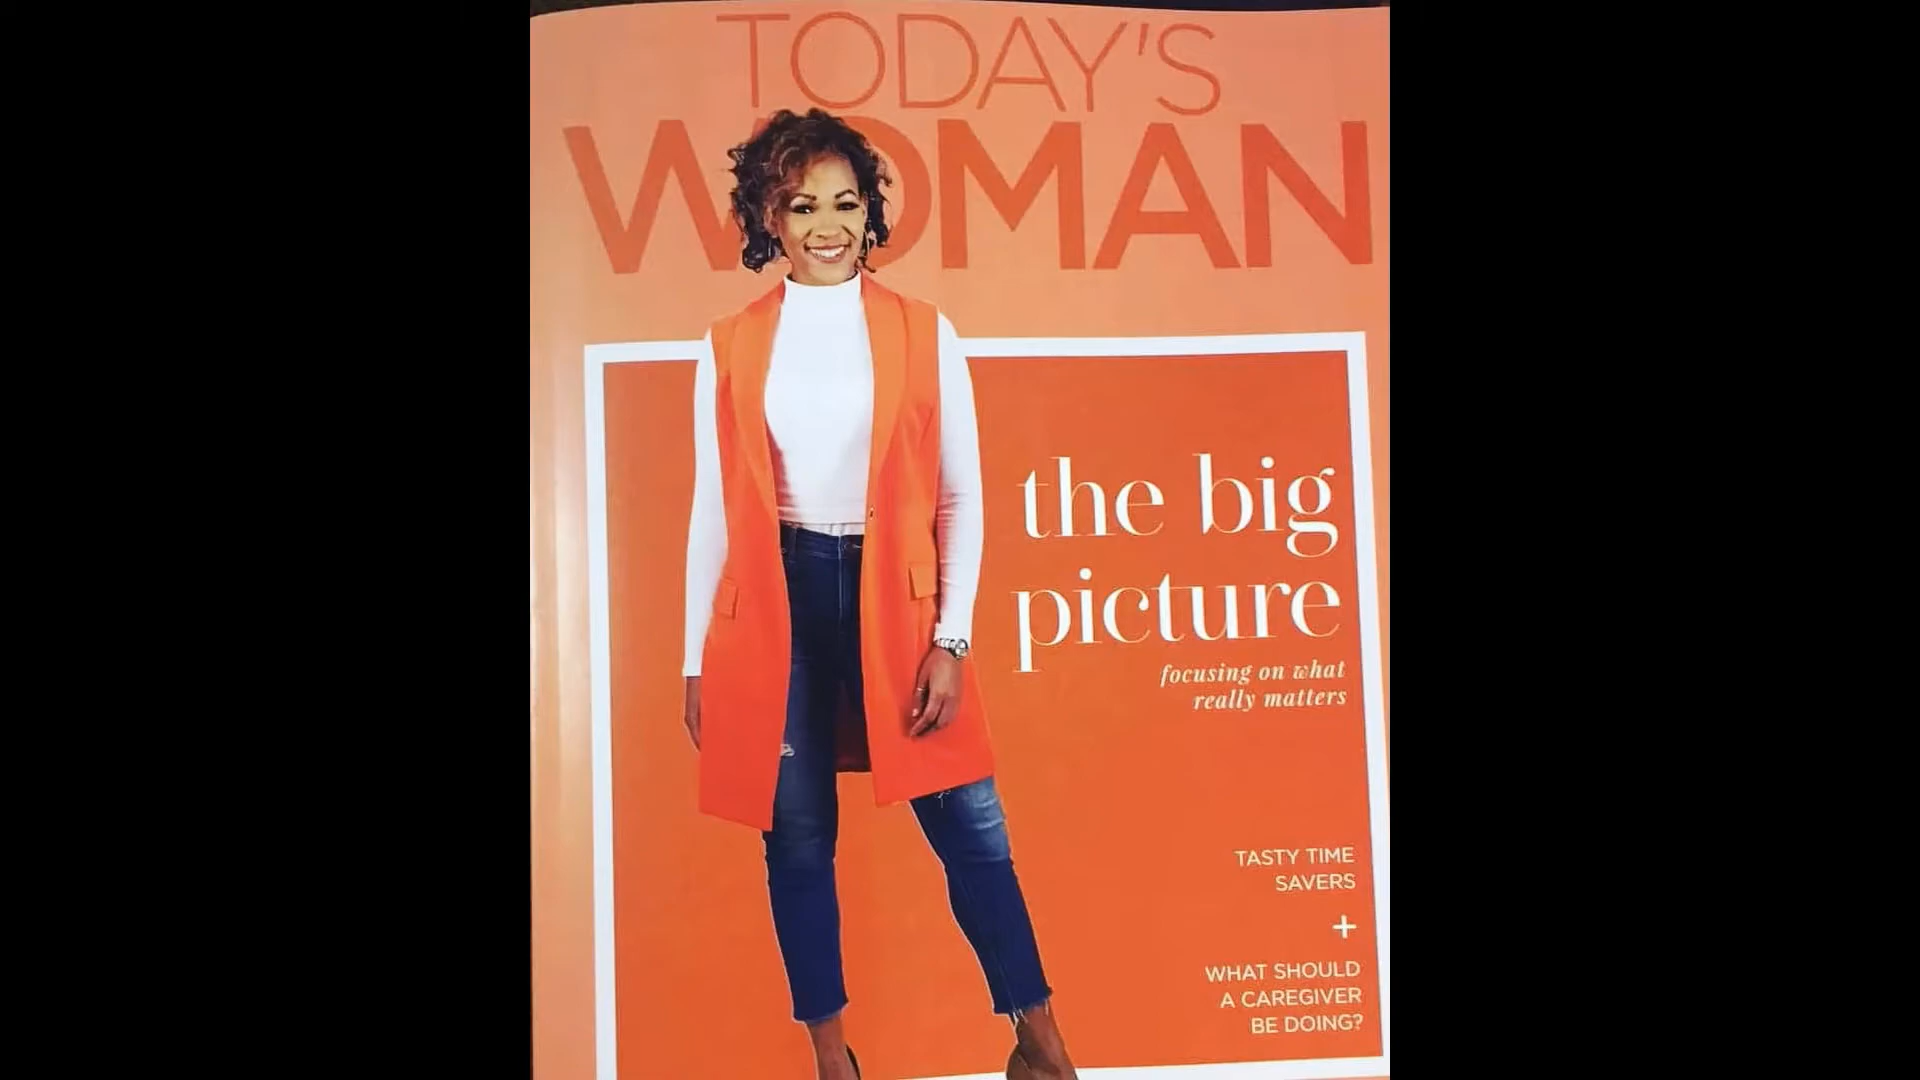 TODAY'S
WOMAN
the big
picture
focusing on what
really matters
TASTY TIME
SAVERS
+
WHAT SHOULD
A CAREGIVER
BE DOING?